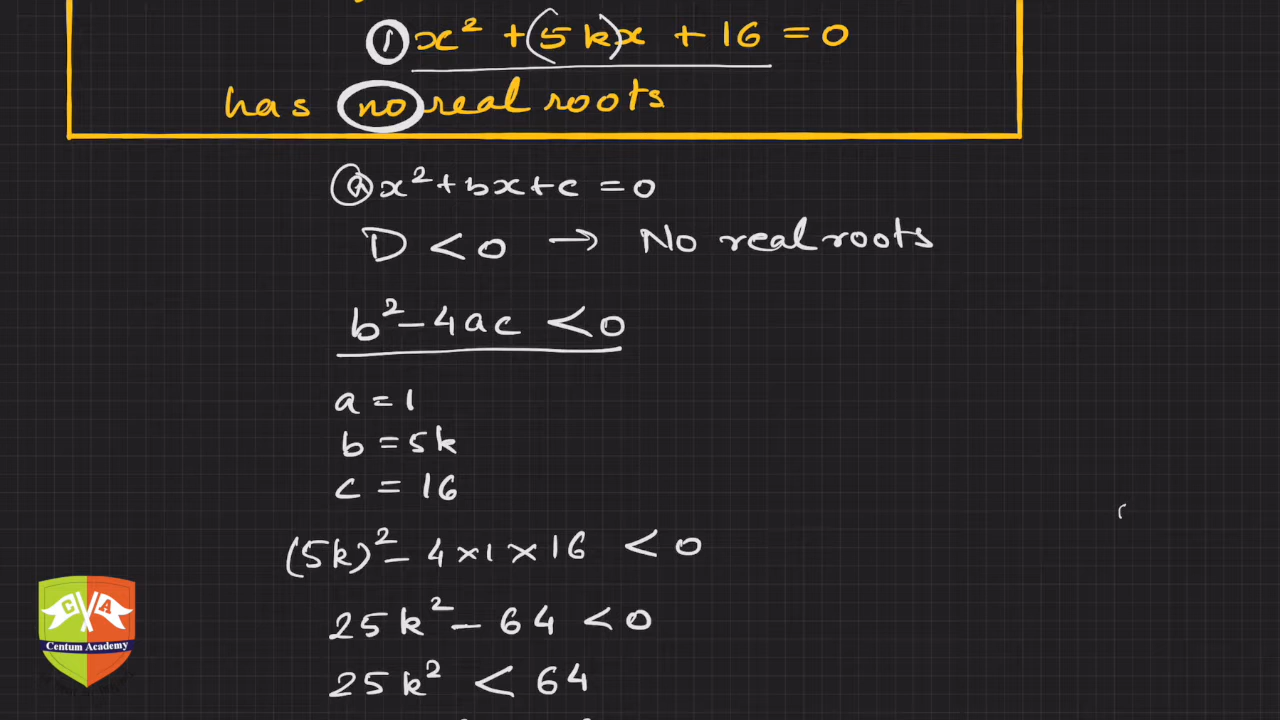 ① x² + (5k)x + 16 = 0
has no real roots
ax² + bx + c = 0
D < 0 → No real roots
b² - 4ac < 0
a = 1
b = 5k
c = 16
(5k)² - 4 × 1 × 16 < 0
25k² - 64 < 0
25k² < 64
C A
Centum Academy